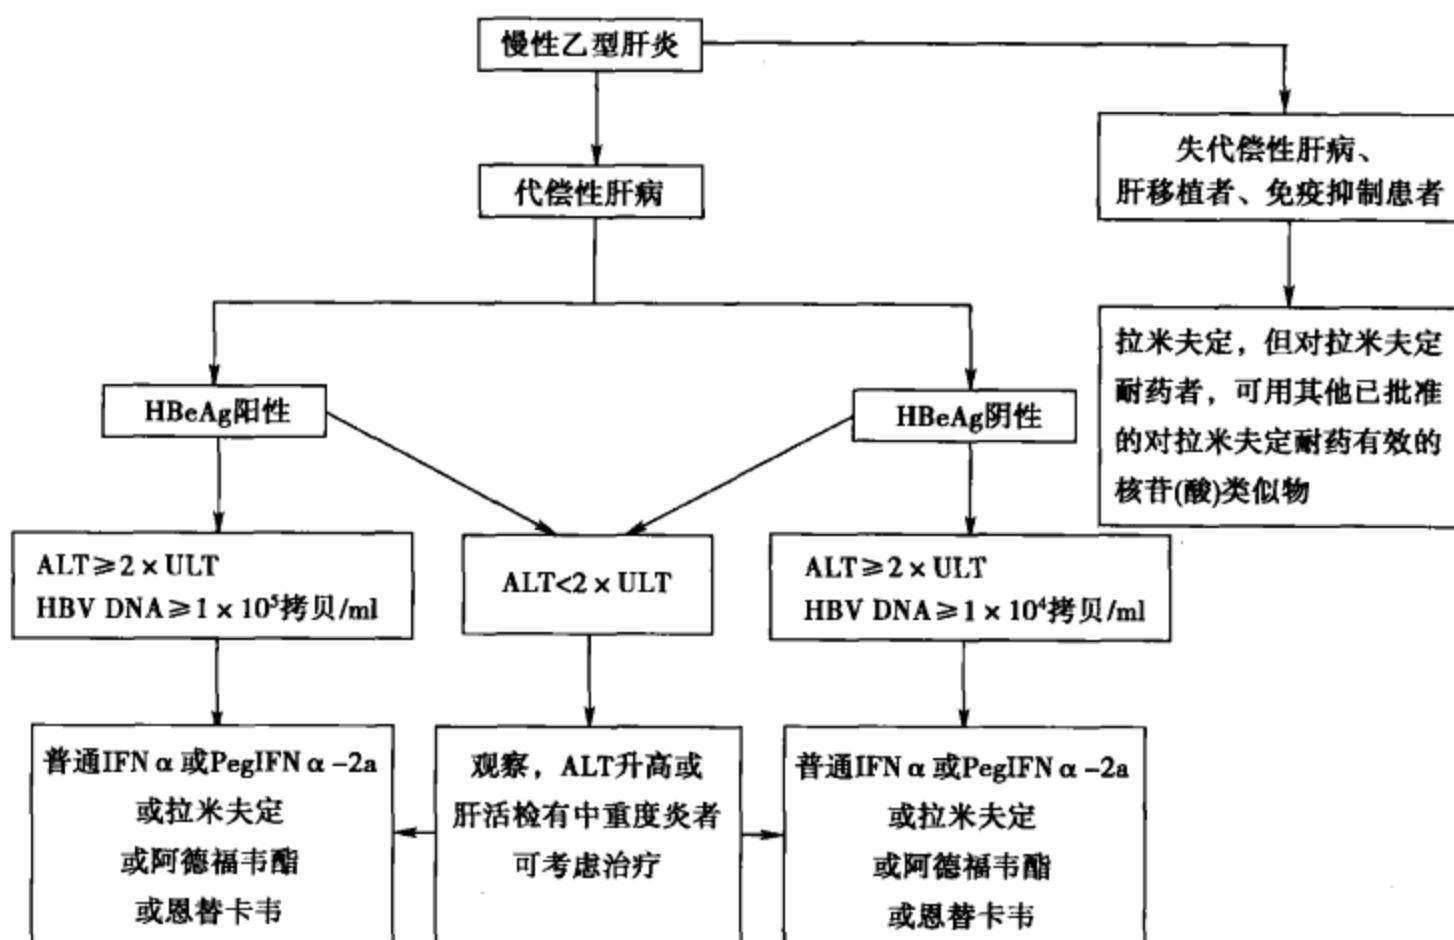 慢性乙型肝炎
代偿性肝病
失代偿性肝病、
肝移植者、免疫抑制患者
拉米夫定，但对拉米夫定
耐药者，可用其他已批准
的对拉米夫定耐药有效的
核苷(酸)类似物
HBeAg阳性
HBeAg阴性
ALT≥2×ULT
HBV DNA≥1×10⁵拷贝/ml
ALT<2×ULT
ALT≥2×ULT
HBV DNA≥1×10⁴拷贝/ml
普通IFNα或PegIFNα-2a
或拉米夫定
或阿德福韦酯
或恩替卡韦
观察，ALT升高或
肝活检有中重度炎者
可考虑治疗
普通IFNα或PegIFNα-2a
或拉米夫定
或阿德福韦酯
或恩替卡韦